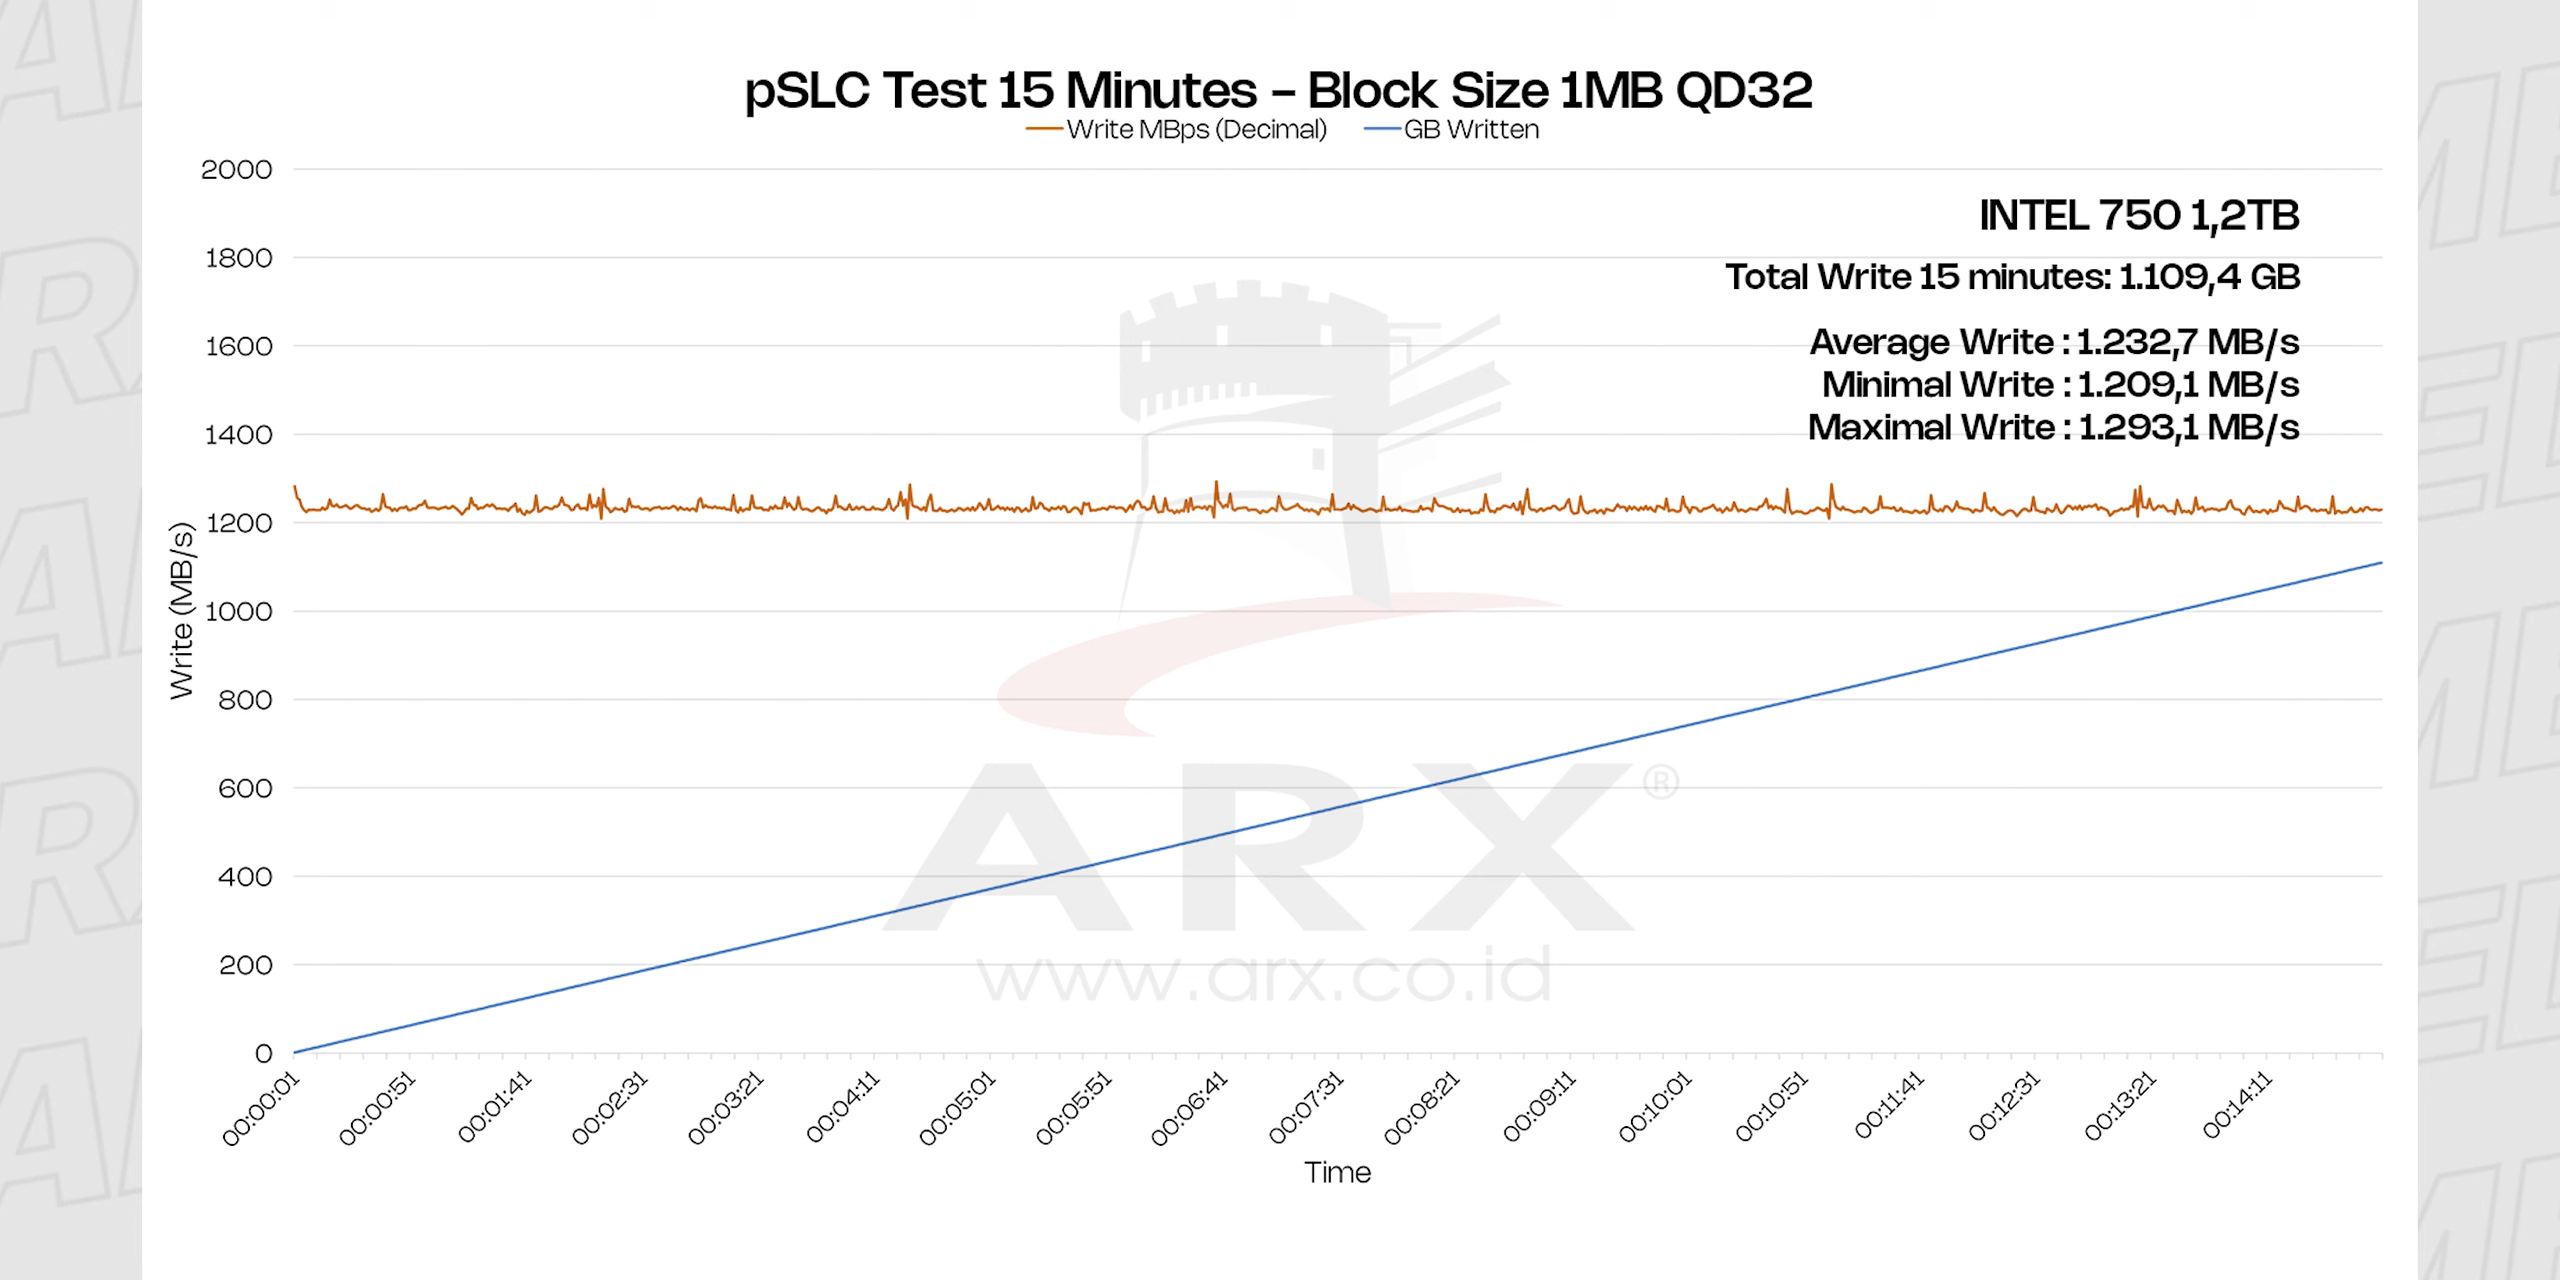 pSLC Test 15 Minutes – Block Size 1MB QD32
Write MBps (Decimal) GB Written
INTEL 750 1,2TB
Total Write 15 minutes: 1.109,4 GB
Average Write : 1.232,7 MB/s
Minimal Write : 1.209,1 MB/s
Maximal Write : 1.293,1 MB/s
2000
1800
1600
1400
1200
1000
800
600
400
200
0
Write (MB/s)
00:00:01
00:00:51
00:01:41
00:02:31
00:03:21
00:04:11
00:05:01
00:05:51
00:06:41
00:07:31
00:08:21
00:09:11
00:10:01
00:10:51
00:11:41
00:12:31
00:13:21
00:14:11
Time
ARX®
www.arx.co.id